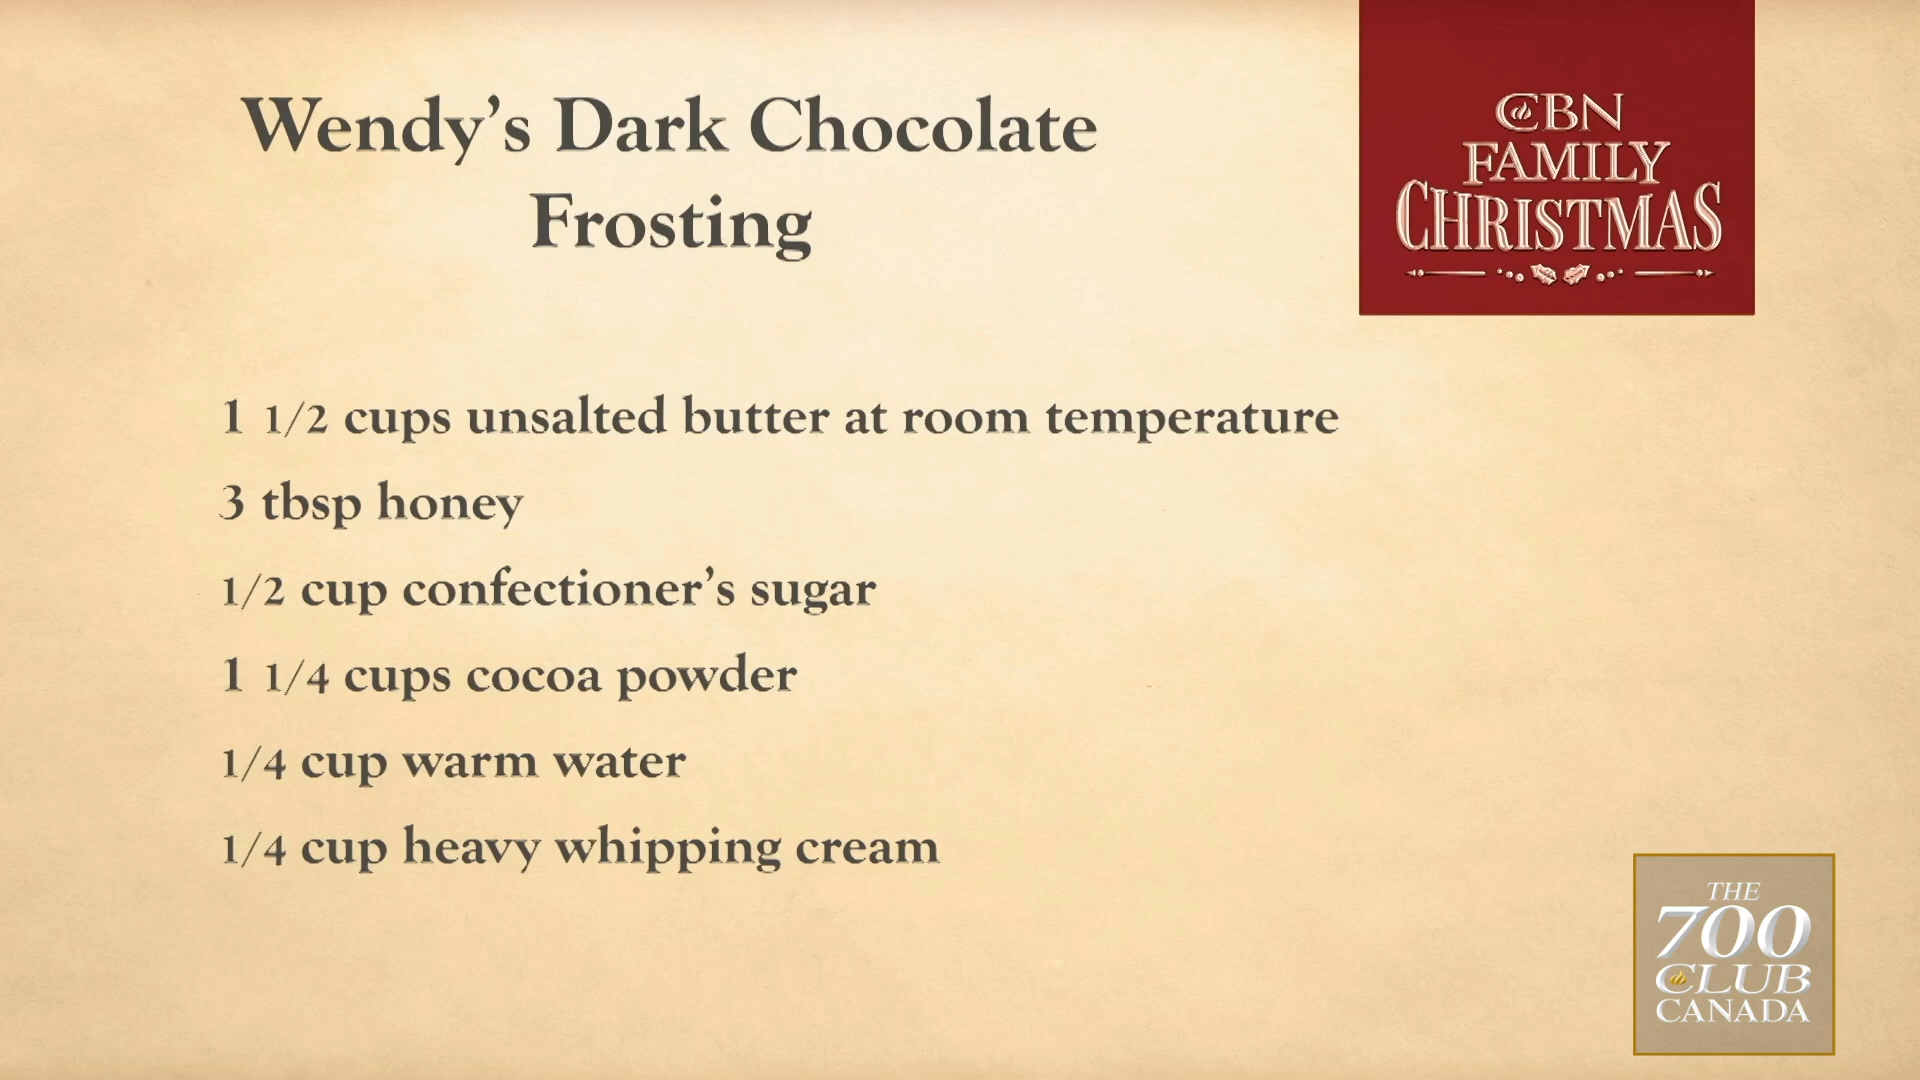 Wendy’s Dark Chocolate
Frosting
CBN
FAMILY
CHRISTMAS
1 1/2 cups unsalted butter at room temperature
3 tbsp honey
1/2 cup confectioner’s sugar
1 1/4 cups cocoa powder
1/4 cup warm water
1/4 cup heavy whipping cream
THE
700
CLUB
CANADA